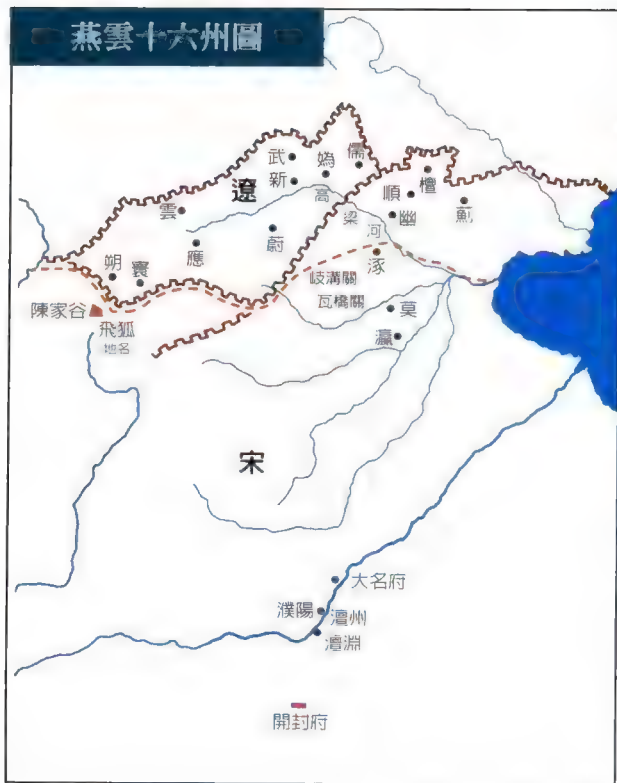 燕雲十六州圖
武
新
媯
儒
遼
雲
應
蔚
朔
寰
高
梁
河
順
檀
幽
薊
涿
岐溝關
瓦橋關
莫
瀛
陳家谷
飛狐
地名
宋
大名府
濮陽
澶州
澶淵
開封府